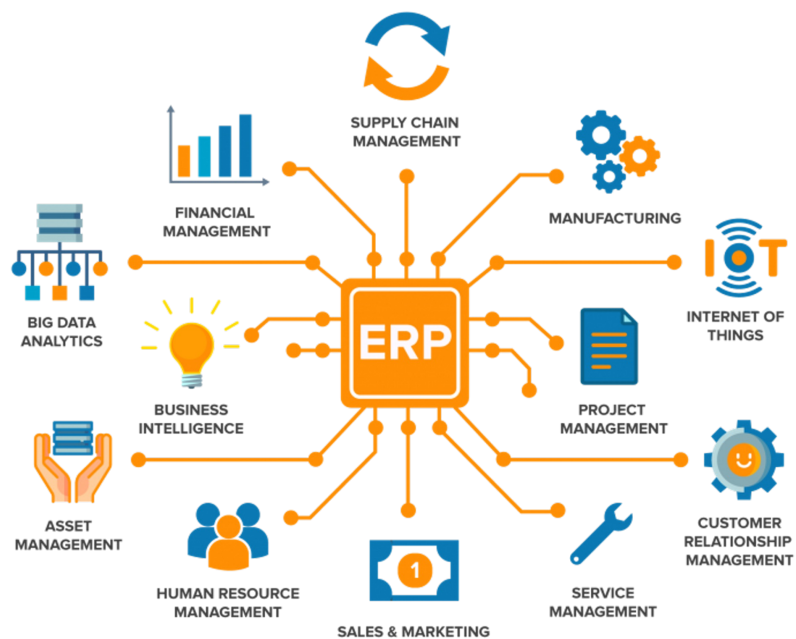 SUPPLY CHAIN
MANAGEMENT
FINANCIAL
MANAGEMENT
MANUFACTURING
IOT
BIG DATA
ANALYTICS
INTERNET OF
THINGS
ERP
BUSINESS
INTELLIGENCE
PROJECT
MANAGEMENT
ASSET
MANAGEMENT
CUSTOMER
RELATIONSHIP
MANAGEMENT
HUMAN RESOURCE
MANAGEMENT
1
SERVICE
MANAGEMENT
SALES & MARKETING